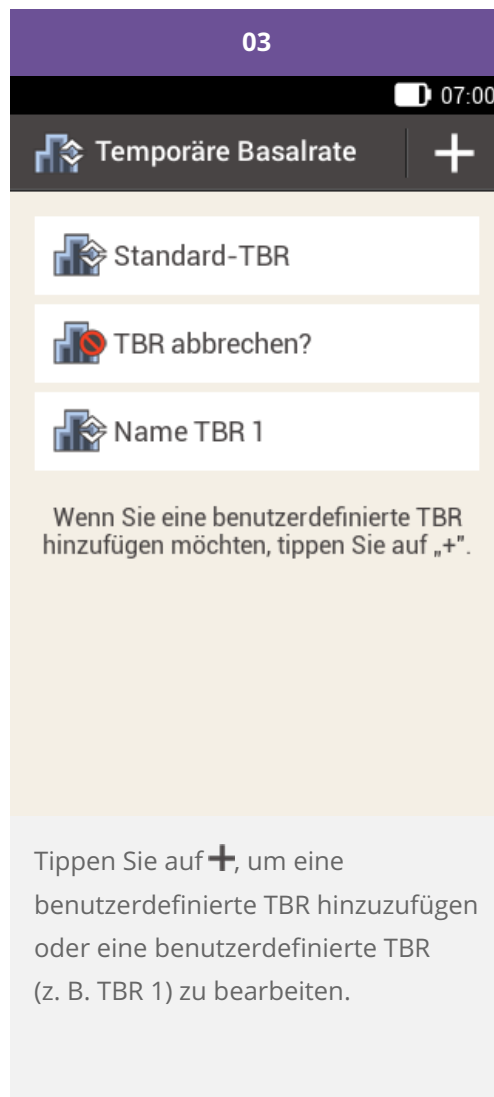 03
07:00
Temporäre Basalrate
Standard-TBR
TBR abbrechen?
Name TBR 1
Wenn Sie eine benutzerdefinierte TBR
hinzufügen möchten, tippen Sie auf „+".
Tippen Sie auf +, um eine
benutzerdefinierte TBR hinzuzufügen
oder eine benutzerdefinierte TBR
(z. B. TBR 1) zu bearbeiten.